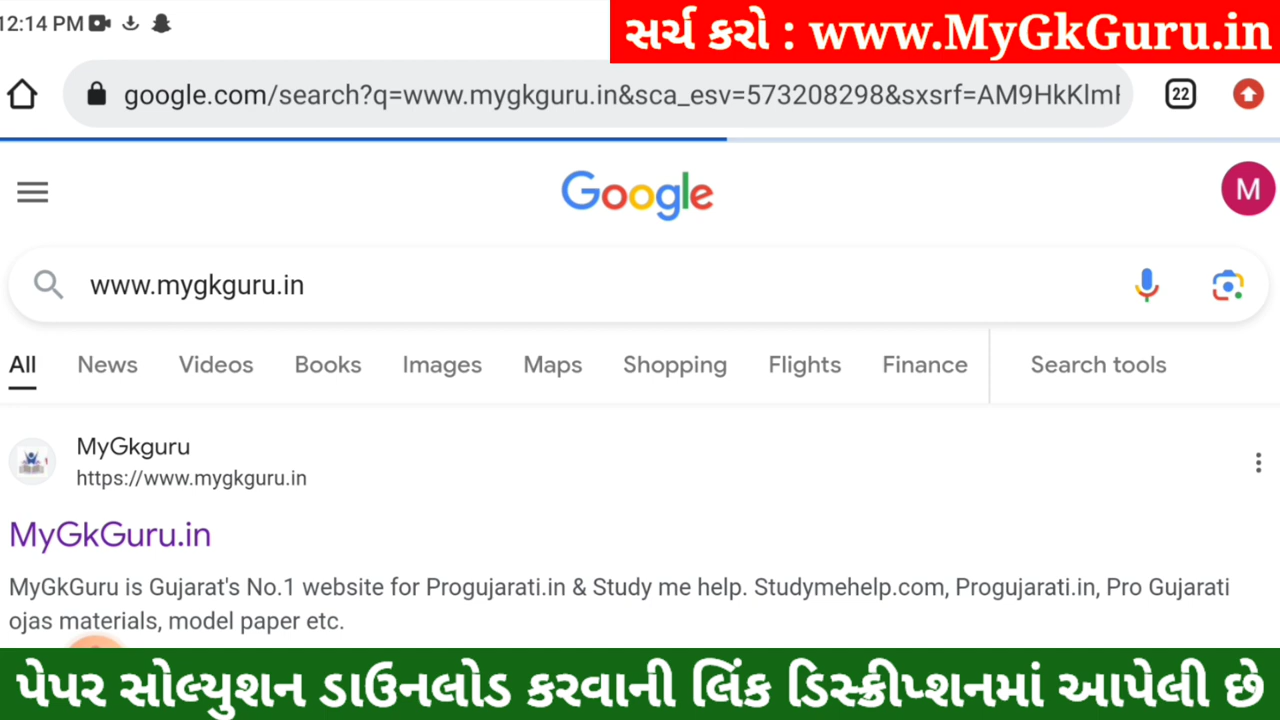 12:14 PM
સર્ચ કરો : www.MyGkGuru.in
google.com/search?q=www.mygkguru.in&sca_esv=573208298&sxsrf=AM9HkKlm
22
Google
M
www.mygkguru.in
All News Videos Books Images Maps Shopping Flights Finance Search tools
MyGkguru
https://www.mygkguru.in
MyGkGuru.in
MyGkGuru is Gujarat's No.1 website for Progujarati.in & Study me help. Studymehelp.com, Progujarati.in, Pro Gujarati
ojas materials, model paper etc.
પેપર સોલ્યુશન ડાઉનલોડ કરવાની લિંક ડિસ્ક્રીપ્શનમાં આપેલી છે